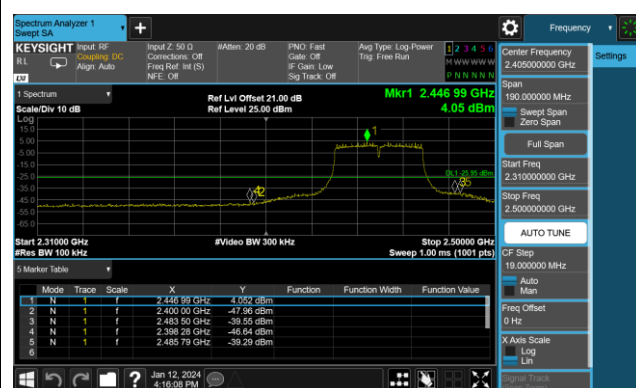 Spectrum Analyzer 1
Swept SA
+
Frequency
KEYSIGHT
RL
LXI
Input: RF
Coupling: DC
Align: Auto
Input Z: 50 Ω
Corrections: Off
Freq Ref: Int (S)
NFE: Off
#Atten: 20 dB
PNO: Fast
Gate: Off
IF Gain: Low
Sig Track: Off
Avg Type: Log-Power
Trig: Free Run
1 2 3 4 5 6
M W W W W W
P N N N N N
Center Frequency
2.405000000 GHz
Settings
Span
190.000000 MHz
Swept Span
Zero Span
Full Span
Start Freq
2.310000000 GHz
Stop Freq
2.500000000 GHz
AUTO TUNE
CF Step
19.000000 MHz
Auto
Man
Freq Offset
0 Hz
X Axis Scale
Log
Lin
Signal Track
1 Spectrum
Scale/Div 10 dB
Log
Ref Lvl Offset 21.00 dB
Ref Level 25.00 dBm
Mkr1 2.446 99 GHz
4.05 dBm
15.0
5.00
-5.00
-15.0
-25.0
-35.0
-45.0
-55.0
-65.0
1
DL1 -25.95 dBm
42
35
Start 2.31000 GHz
#Res BW 100 kHz
#Video BW 300 kHz
Stop 2.50000 GHz
Sweep 1.00 ms (1001 pts)
5 Marker Table
Mode Trace Scale X Y Function Function Width Function Value
1 N 1 f 2.446 99 GHz 4.052 dBm
2 N 1 f 2.400 00 GHz -47.96 dBm
3 N 1 f 2.483 50 GHz -39.55 dBm
4 N 1 f 2.398 28 GHz -46.64 dBm
5 N 1 f 2.485 79 GHz -39.29 dBm
6
?
Jan 12, 2024
4:16:08 PM